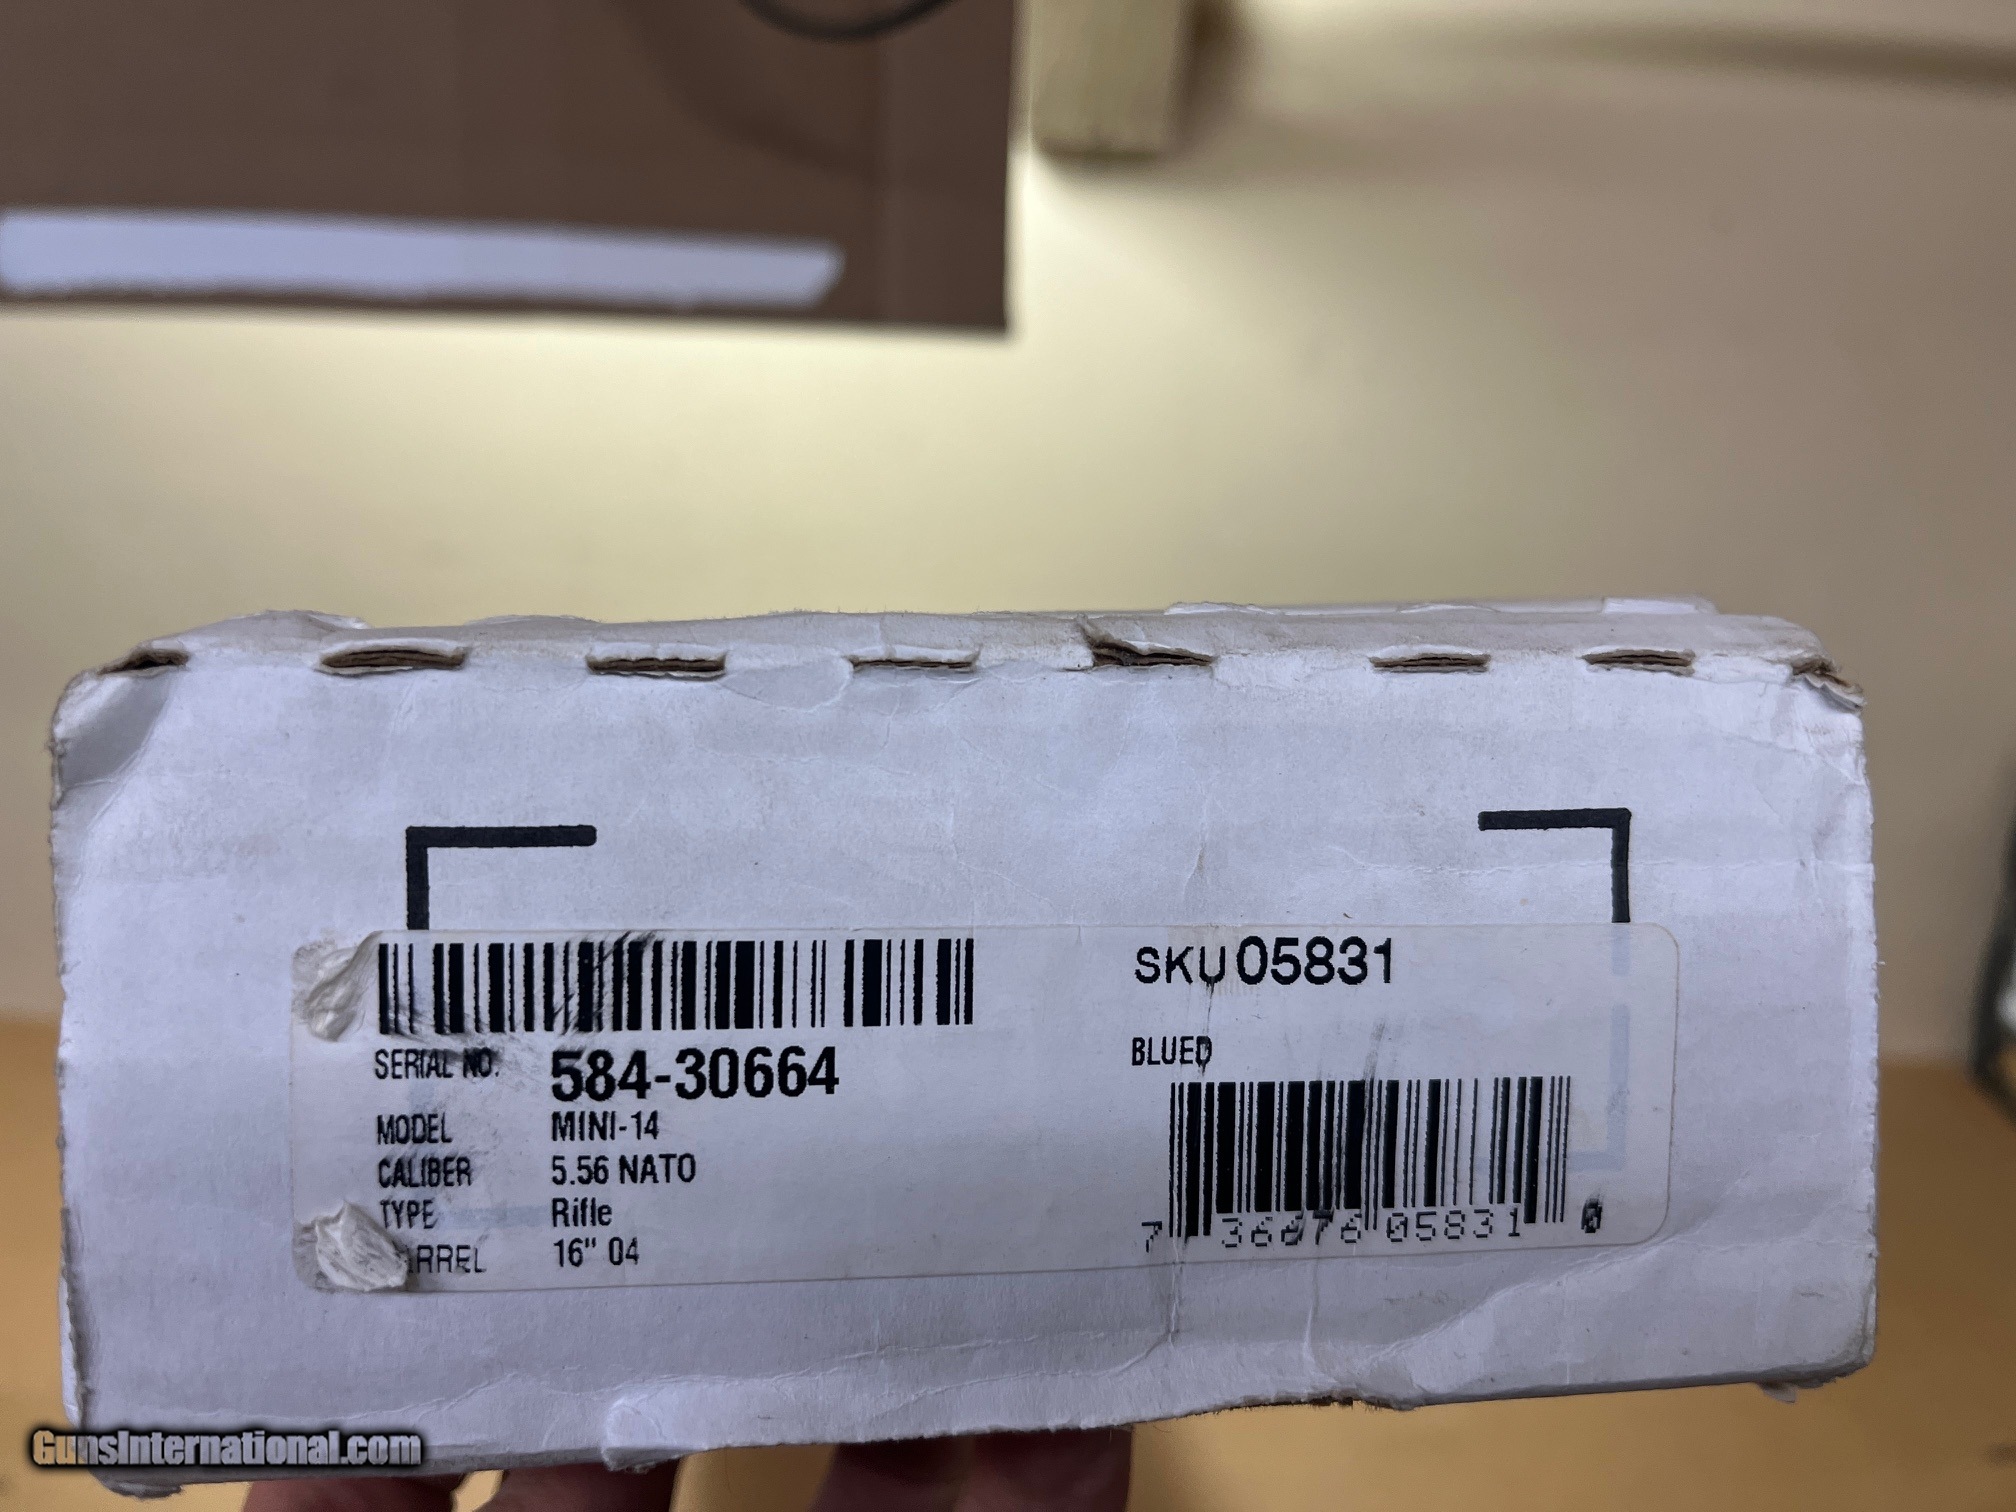 SKU 05831
SERIAL NO. 584-30664
BLUED
MODEL MINI-14
CALIBER 5.56 NATO
TYPE Rifle
BARREL 16" 04
7 36676 05831 0
GunsInternational.com